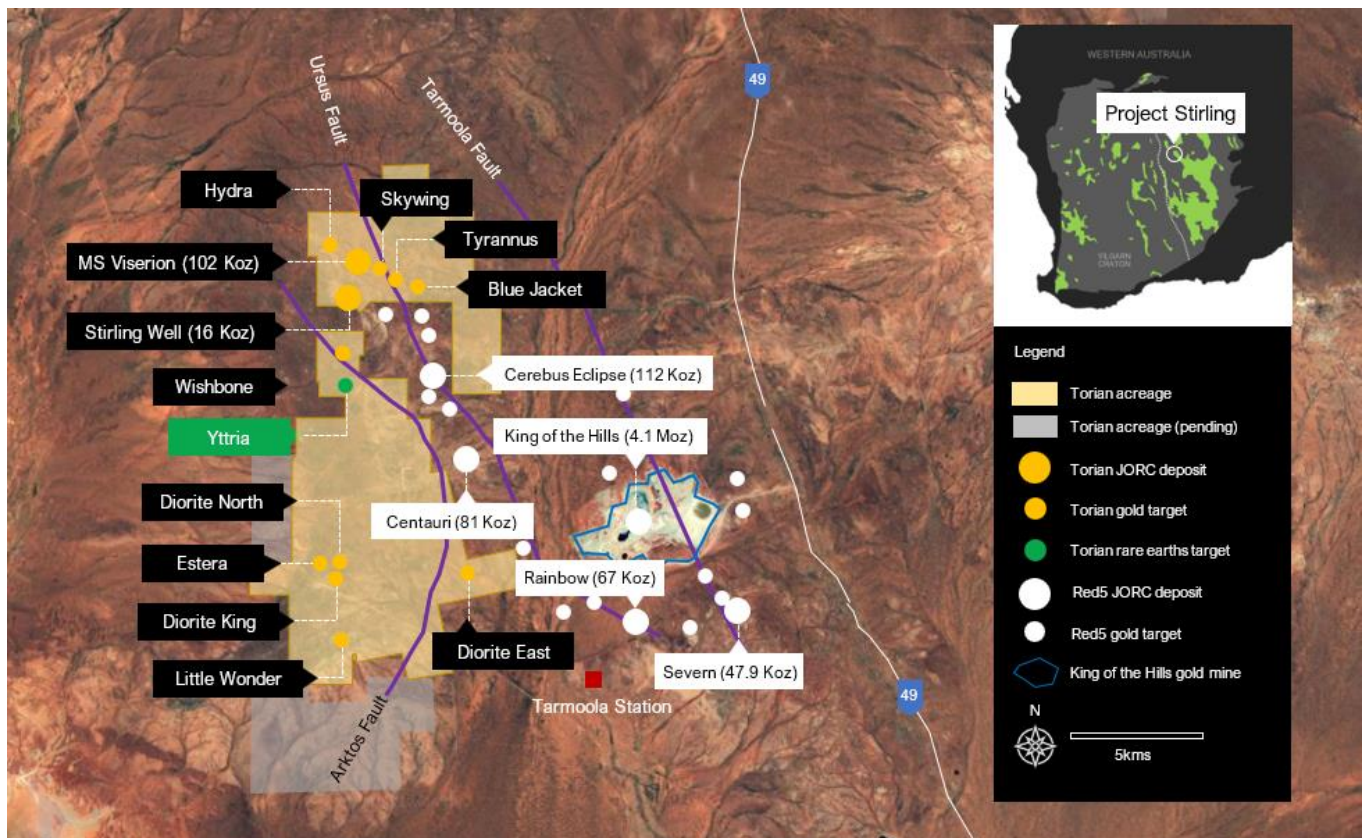 Ursus Fault
Tarmoola Fault
49
Hydra
Skywing
Tyrannus
MS Viserion (102 Koz)
Blue Jacket
Stirling Well (16 Koz)
Wishbone
Cerebus Eclipse (112 Koz)
Yttria
King of the Hills (4.1 Moz)
Diorite North
Centauri (81 Koz)
Estera
Rainbow (67 Koz)
Diorite King
Diorite East
Little Wonder
Severn (47.9 Koz)
Tarmoola Station
49
Arktos Fault
WESTERN AUSTRALIA
Project Stirling
YILGARN
CRATON
Legend
Torian acreage
Torian acreage (pending)
Torian JORC deposit
Torian gold target
Torian rare earths target
Red5 JORC deposit
Red5 gold target
King of the Hills gold mine
N
5kms